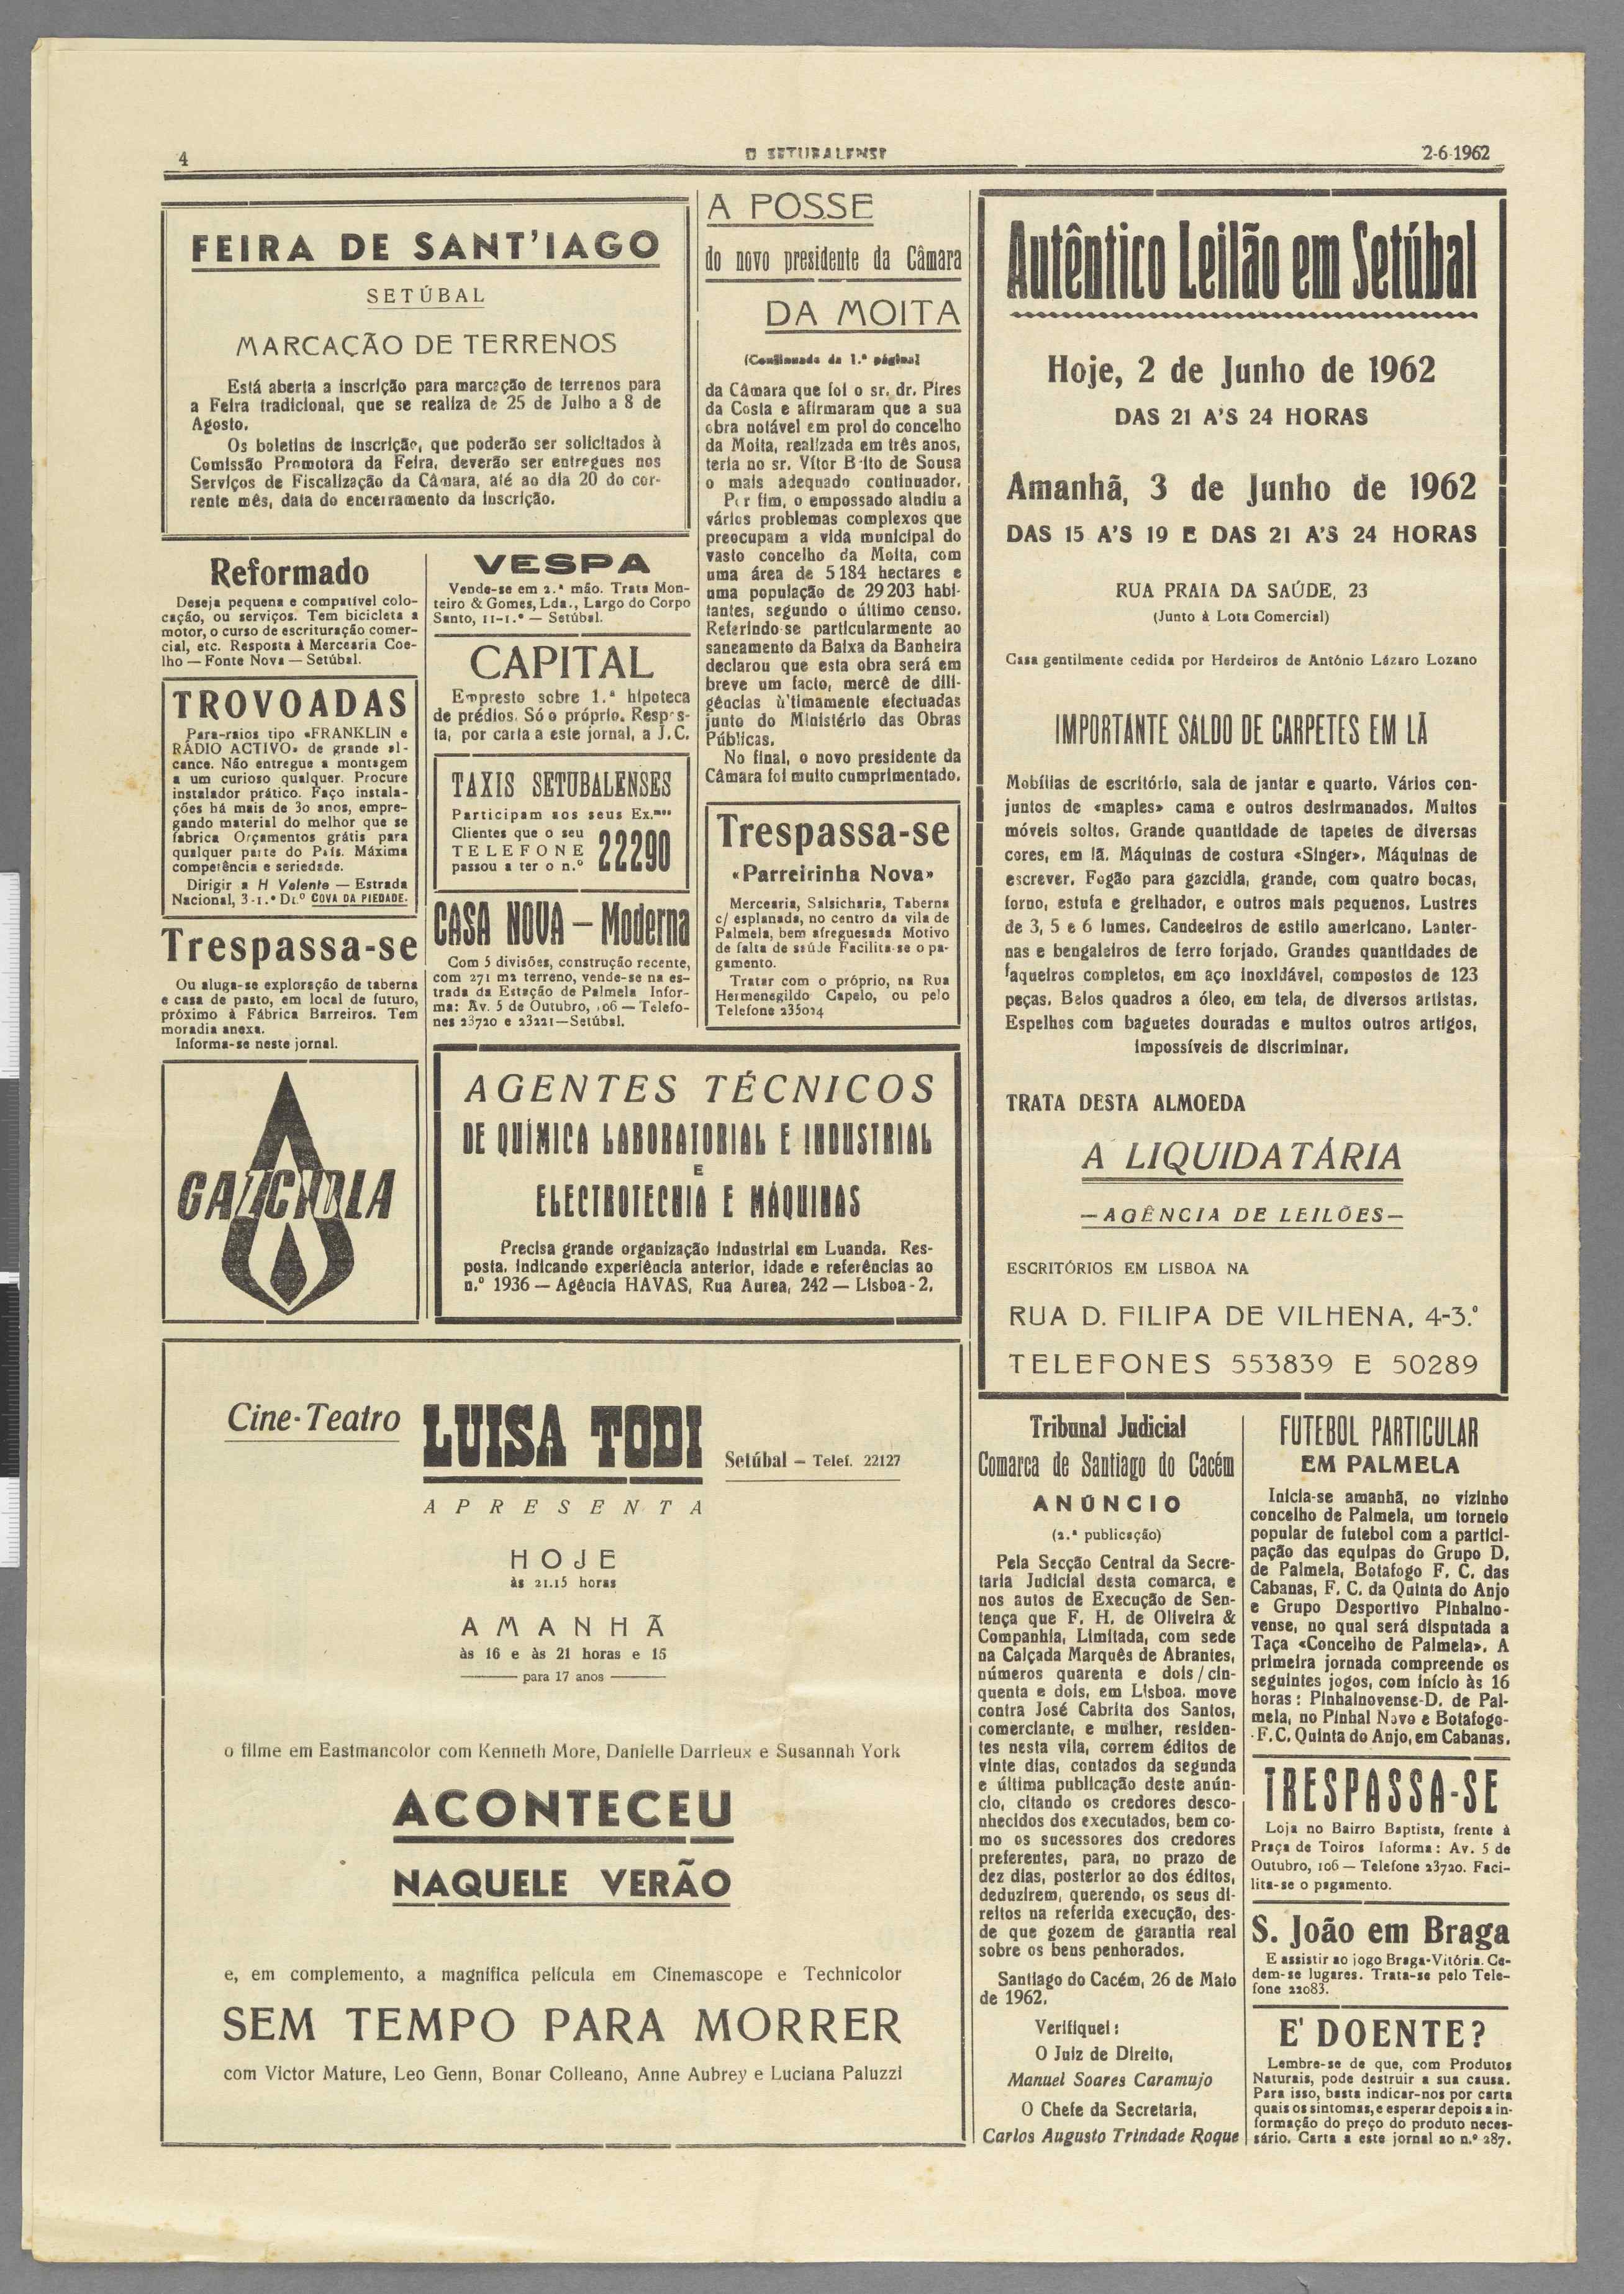 4
O SETUBALENSE
2-6-1962
FEIRA DE SANT'IAGO
SETÚBAL
MARCAÇÃO DE TERRENOS
Está aberta a inscrição para marcação de terrenos para
a Feira tradicional, que se realiza de 25 de Julho a 8 de
Agosto.
Os boletins de inscrição, que poderão ser solicitados à
Comissão Promotora da Feira, deverão ser entregues nos
Serviços de Fiscalização da Câmara, até ao dia 20 do cor-
rente mês, data do encerramento da inscrição.
Reformado
Deseja pequena e compatível colo-
cação, ou serviços. Tem bicicleta a
motor, o curso de escrituração comer-
cial, etc. Resposta à Mercearia Coe-
lho — Fonte Nova — Setúbal.
TROVOADAS
Para-raios tipo «FRANKLIN e
RÁDIO ACTIVO» de grande al-
cance. Não entregue a montagem
a um curioso qualquer. Procure
instalador prático. Faço instala-
ções há mais de 30 anos, empre-
gando material do melhor que se
fabrica Orçamentos grátis para
qualquer parte do País. Máxima
competência e seriedade.
Dirigir a H Valente — Estrada
Nacional, 3-1.º Dt.º COVA DA PIEDADE.
Trespassa-se
Ou aluga-se exploração de taberna
e casa de pasto, em local de futuro,
próximo à Fábrica Barreiros. Tem
moradia anexa.
Informa-se neste jornal.
GAZCIDLA
VESPA
Vende-se em 2.ª mão. Trata Mon-
teiro & Gomes, Lda., Largo do Corpo
Santo, 11-1.º — Setúbal.
CAPITAL
Empresto sobre 1.ª hipoteca
de prédios. Só o próprio. Respos-
ta, por carta a este jornal, a J.C.
TAXIS SETUBALENSES
Participam aos seus Ex.mos
Clientes que o seu
TELEFONE
passou a ter o n.º
22290
CASA NOVA — Moderna
Com 5 divisões, construção recente,
com 271 m2 terreno, vende-se na es-
trada da Estação de Palmela Infor-
ma: Av. 5 de Outubro, 106 — Telefo-
nes 23720 e 23221—Setúbal.
A POSSE
do novo presidente da Câmara
DA MOITA
(Continuada da 1.ª página)
da Câmara que foi o sr. dr. Pires
da Costa e afirmaram que a sua
obra notável em prol do concelho
da Moita, realizada em três anos,
teria no sr. Vítor B ito de Sousa
o mais adequado continuador.
Por fim, o empossado aludiu a
vários problemas complexos que
preocupam a vida municipal do
vasto concelho da Moita, com
uma área de 5 184 hectares e
uma população de 29 203 habi-
tantes, segundo o último censo.
Referindo-se particularmente ao
saneamento da Baixa da Banheira
declarou que esta obra será em
breve um facto, mercê de dili-
gências ù'timamente efectuadas
junto do Ministério das Obras
Públicas.
No final, o novo presidente da
Câmara foi muito cumprimentado.
Trespassa-se
«Parreirinha Nova»
Mercearia, Salsicharia, Taberna
c/ esplanada, no centro da vila de
Palmela, bem afreguesada Motivo
de falta de saúde Facilita-se o pa-
gamento.
Tratar com o próprio, na Rua
Hermenegildo Capelo, ou pelo
Telefone 235014
AGENTES TÉCNICOS
DE QUÍMICA LABORATORIAL E INDUSTRIAL
E
ELECTROTECNIA E MÁQUINAS
Precisa grande organização industrial em Luanda. Res-
posta, indicando experiência anterior, idade e referências ao
n.º 1936 — Agência HAVAS, Rua Aurea, 242 — Lisboa-2.
Cine-Teatro LUISA TODI Setúbal — Telef. 22127
APRESENTA
HOJE
às 21.15 horas
AMANHÃ
às 16 e às 21 horas e 15
para 17 anos
o filme em Eastmancolor com Kenneth More, Danielle Darrieux e Susannah York
ACONTECEU
NAQUELE VERÃO
e, em complemento, a magnífica película em Cinemascope e Technicolor
SEM TEMPO PARA MORRER
com Victor Mature, Leo Genn, Bonar Colleano, Anne Aubrey e Luciana Paluzzi
Autêntico Leilão em Setúbal
Hoje, 2 de Junho de 1962
DAS 21 A'S 24 HORAS
Amanhã, 3 de Junho de 1962
DAS 15 A'S 19 E DAS 21 A'S 24 HORAS
RUA PRAIA DA SAÚDE, 23
(Junto à Lota Comercial)
Casa gentilmente cedida por Herdeiros de António Lázaro Lozano
IMPORTANTE SALDO DE CARPETES EM LÃ
Mobílias de escritório, sala de jantar e quarto. Vários con-
juntos de «maples» cama e outros desirmanados. Muitos
móveis soltos. Grande quantidade de tapetes de diversas
cores, em lã. Máquinas de costura «Singer». Máquinas de
escrever. Fogão para gazcidla, grande, com quatro bocas,
forno, estufa e grelhador, e outros mais pequenos. Lustres
de 3, 5 e 6 lumes. Candeeiros de estilo americano. Lanter-
nas e bengaleiros de ferro forjado. Grandes quantidades de
faqueiros completos, em aço inoxidável, compostos de 123
peças. Belos quadros a óleo, em tela, de diversos artistas.
Espelhos com baguetes douradas e muitos outros artigos,
impossíveis de discriminar.
TRATA DESTA ALMOEDA
A LIQUIDATÁRIA
—AGÊNCIA DE LEILÕES—
ESCRITÓRIOS EM LISBOA NA
RUA D. FILIPA DE VILHENA, 4-3.º
TELEFONES 553839 E 50289
Tribunal Judicial
Comarca de Santiago do Cacém
ANÚNCIO
(2.ª publicação)
Pela Secção Central da Secre-
taria Judicial desta comarca, e
nos autos de Execução de Sen-
tença que F. H. de Oliveira &
Companhia, Limitada, com sede
na Calçada Marquês de Abrantes,
números quarenta e dois/cin-
quenta e dois, em Lisboa, move
contra José Cabrita dos Santos,
comerciante, e mulher, residen-
tes nesta vila, correm éditos de
vinte dias, contados da segunda
e última publicação deste anún-
cio, citando os credores desco-
nhecidos dos executados, bem co-
mo os sucessores dos credores
preferentes, para, no prazo de
dez dias, posterior ao dos éditos,
deduzirem, querendo, os seus di-
reitos na referida execução, des-
de que gozem de garantia real
sobre os bens penhorados.
Santiago do Cacém, 26 de Maio
de 1962.
Verifiquei:
O Juiz de Direito,
Manuel Soares Caramujo
O Chefe da Secretaria,
Carlos Augusto Trindade Roque
FUTEBOL PARTICULAR
EM PALMELA
Inicia-se amanhã, no vizinho
concelho de Palmela, um torneio
popular de futebol com a partici-
pação das equipas do Grupo D.
de Palmela, Botafogo F. C. das
Cabanas, F. C. da Quinta do Anjo
e Grupo Desportivo Pinhalno-
vense, no qual será disputada a
Taça «Concelho de Palmela». A
primeira jornada compreende os
seguintes jogos, com início às 16
horas: Pinhalnovense-D. de Pal-
mela, no Pinhal Novo e Botafogo-
-F.C. Quinta do Anjo, em Cabanas.
TRESPASSA-SE
Loja no Bairro Baptista, frente à
Praça de Toiros Informa: Av. 5 de
Outubro, 106 — Telefone 23720. Faci-
lita-se o pagamento.
S. João em Braga
E assistir ao jogo Braga-Vitória. Ce-
dem-se lugares. Trata-se pelo Tele-
fone 22083.
E' DOENTE?
Lembre-se de que, com Produtos
Naturais, pode destruir a sua causa.
Para isso, basta indicar-nos por carta
quais os sintomas, e esperar depois a in-
formação do preço do produto neces-
sário. Carta a este jornal ao n.º 287.